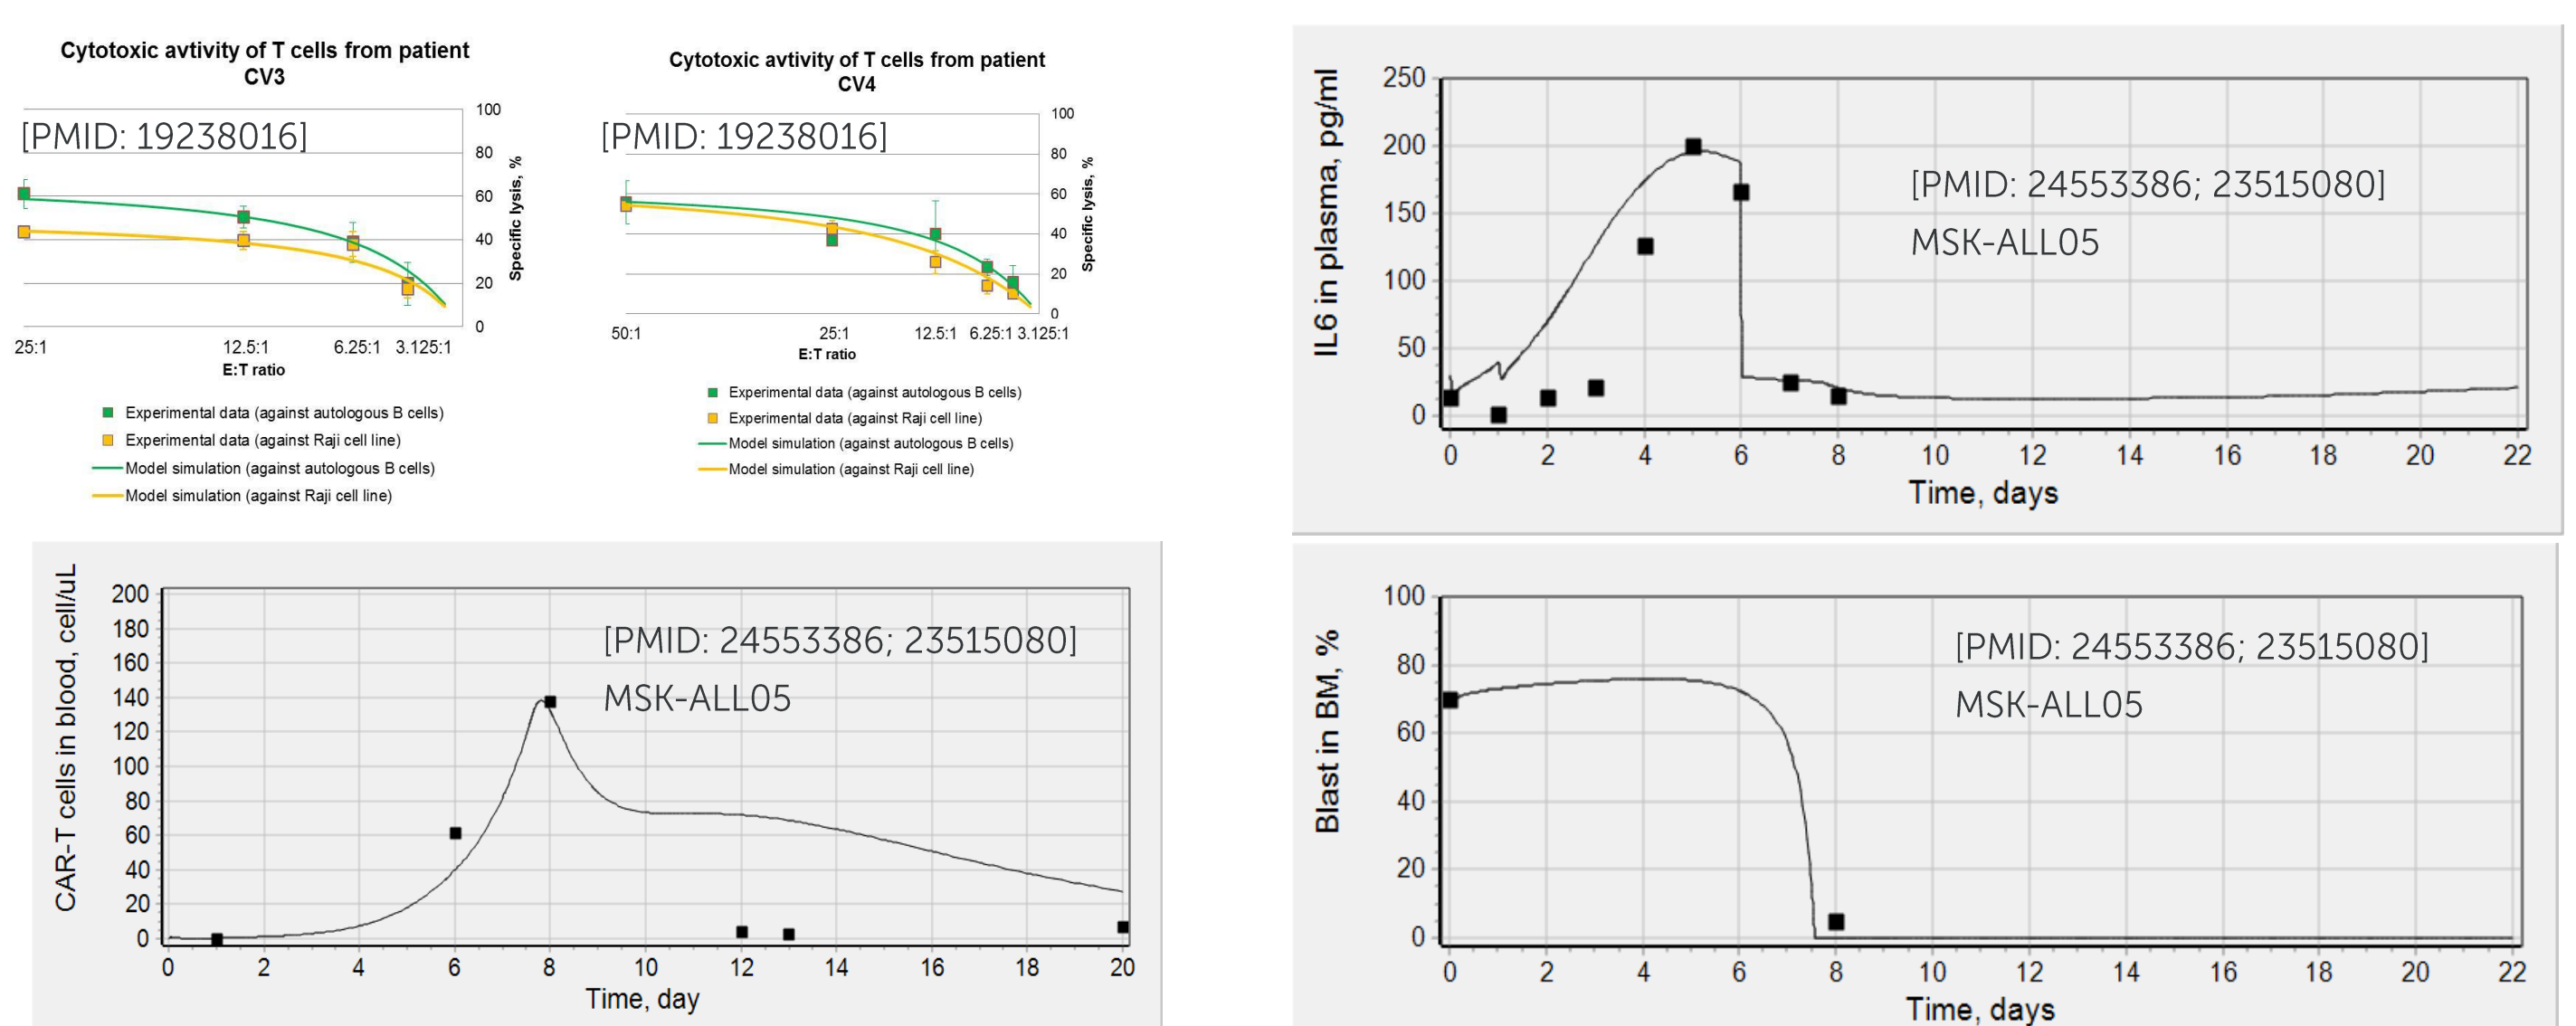 Cytotoxic avtivity of T cells from patient
CV3
[PMID: 19238016]
100
80
60
40
20
0
Specific lysis, %
25:1
12.5:1
6.25:1
3.125:1
E:T ratio
Experimental data (against autologous B cells)
Experimental data (against Raji cell line)
Model simulation (against autologous B cells)
Model simulation (against Raji cell line)
Cytotoxic avtivity of T cells from patient
CV4
[PMID: 19238016]
100
80
60
40
20
0
Specific lysis, %
50:1
25:1
12.5:1
6.25:1
3.125:1
E:T ratio
Experimental data (against autologous B cells)
Experimental data (against Raji cell line)
Model simulation (against autologous B cells)
Model simulation (against Raji cell line)
IL6 in plasma, pg/ml
250
200
150
100
50
0
[PMID: 24553386; 23515080]
MSK-ALL05
0 2 4 6 8 10 12 14 16 18 20 22
Time, days
CAR-T cells in blood, cell/uL
200
180
160
140
120
100
80
60
40
20
0
[PMID: 24553386; 23515080]
MSK-ALL05
0 2 4 6 8 10 12 14 16 18 20
Time, day
Blast in BM, %
100
80
60
40
20
0
[PMID: 24553386; 23515080]
MSK-ALL05
0 2 4 6 8 10 12 14 16 18 20 22
Time, days